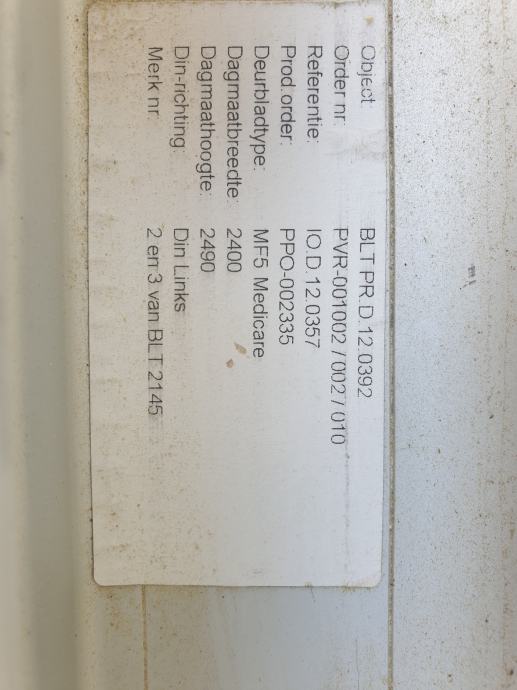 Object BLT PR.D.12.0392
Order nr. PVR-001002 / 002 / 010
Referentie: IO.D.12.0357
Prod.order: PPO-002335
Deurbladtype: MF5 Medicare
Dagmaatbreedte: 2400
Dagmaathoogte: 2490
Din-richting: Din Links
Merk nr. 2 en 3 van BLT 2145